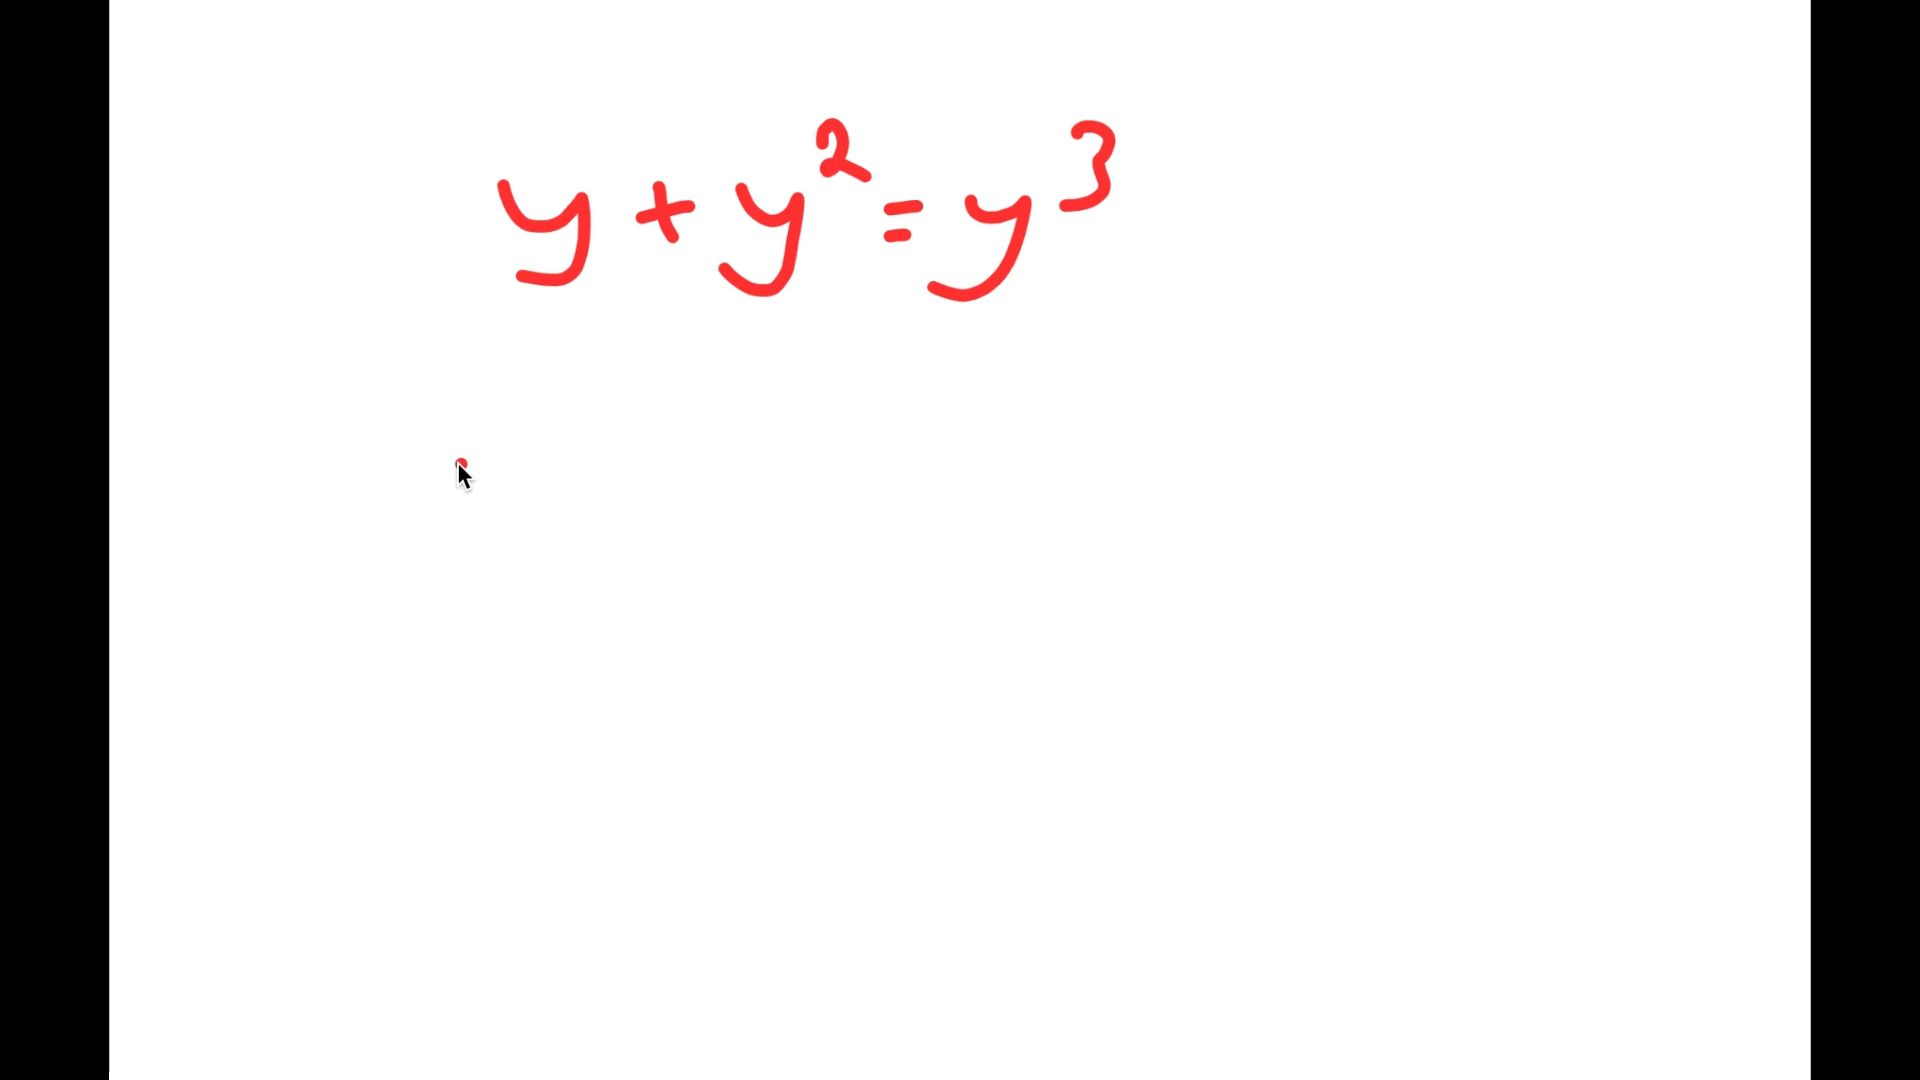 y + y² = y³